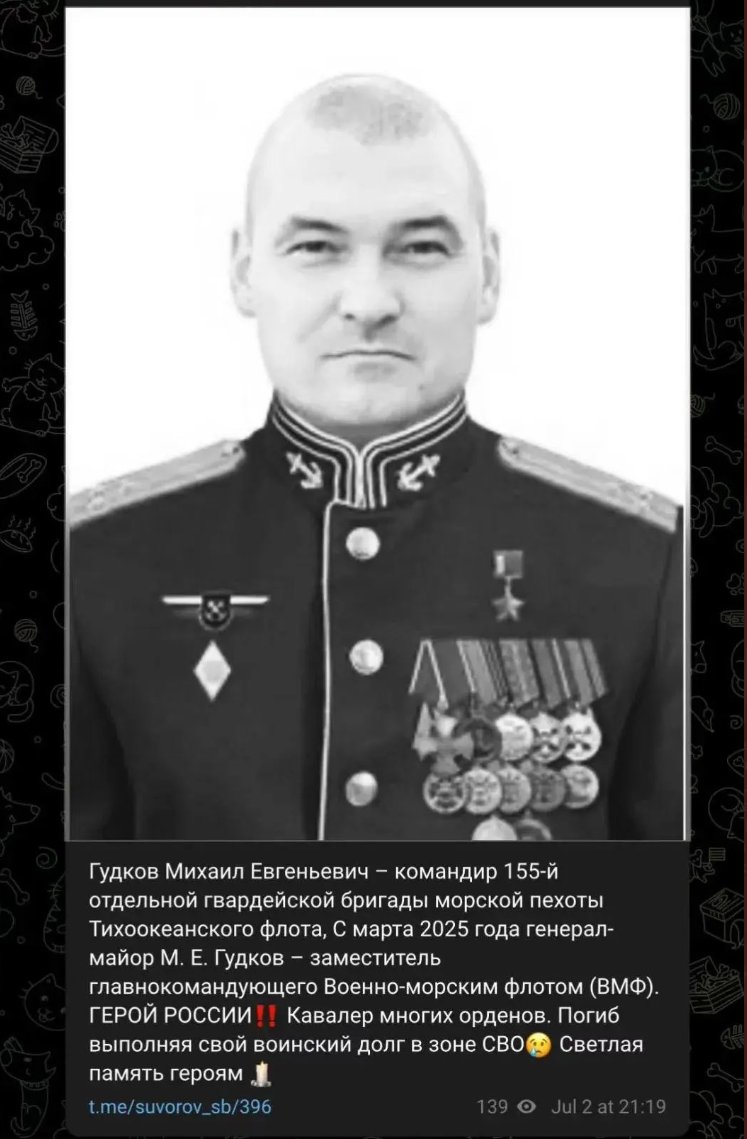 Гудков Михаил Евгеньевич – командир 155-й
отдельной гвардейской бригады морской пехоты
Тихоокеанского флота, С марта 2025 года генерал-
майор М. Е. Гудков – заместитель
главнокомандующего Военно-морским флотом (ВМФ).
ГЕРОЙ РОССИИ‼️ Кавалер многих орденов. Погиб
выполняя свой воинский долг в зоне СВО😢 Светлая
память героям🕯️
t.me/suvorov_sb/396 139 Jul 2 at 21:19